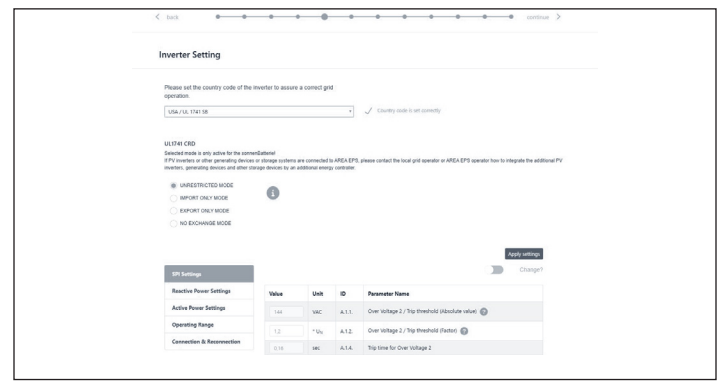 back
continue
Inverter Setting
Please set the country code of the inverter to assure a correct grid
operation.
USA / UL 1741 SB
Country code is set correctly
UL1741 CRD
Selected mode is only active for the sonnenBatterie!
If PV inverters or other generating devices or storage systems are connected to AREA EPS, please contact the local grid operator or AREA EPS operator how to integrate the additional PV
inverters, generating devices and other storage devices by an additional energy controller.
UNRESTRICTED MODE
IMPORT ONLY MODE
EXPORT ONLY MODE
NO EXCHANGE MODE
Apply settings
Change?
EPI Settings
Reactive Power Settings
Active Power Settings
Operating Range
Connection & Reconnection
Value Unit ID Parameter Name
144 VAC A.1.1. Over Voltage 2 / Trip threshold (Absolute value) ?
1.2 * Uₙ A.1.2. Over Voltage 2 / Trip threshold (Factor) ?
0.16 sec A.1.4. Trip time for Over Voltage 2